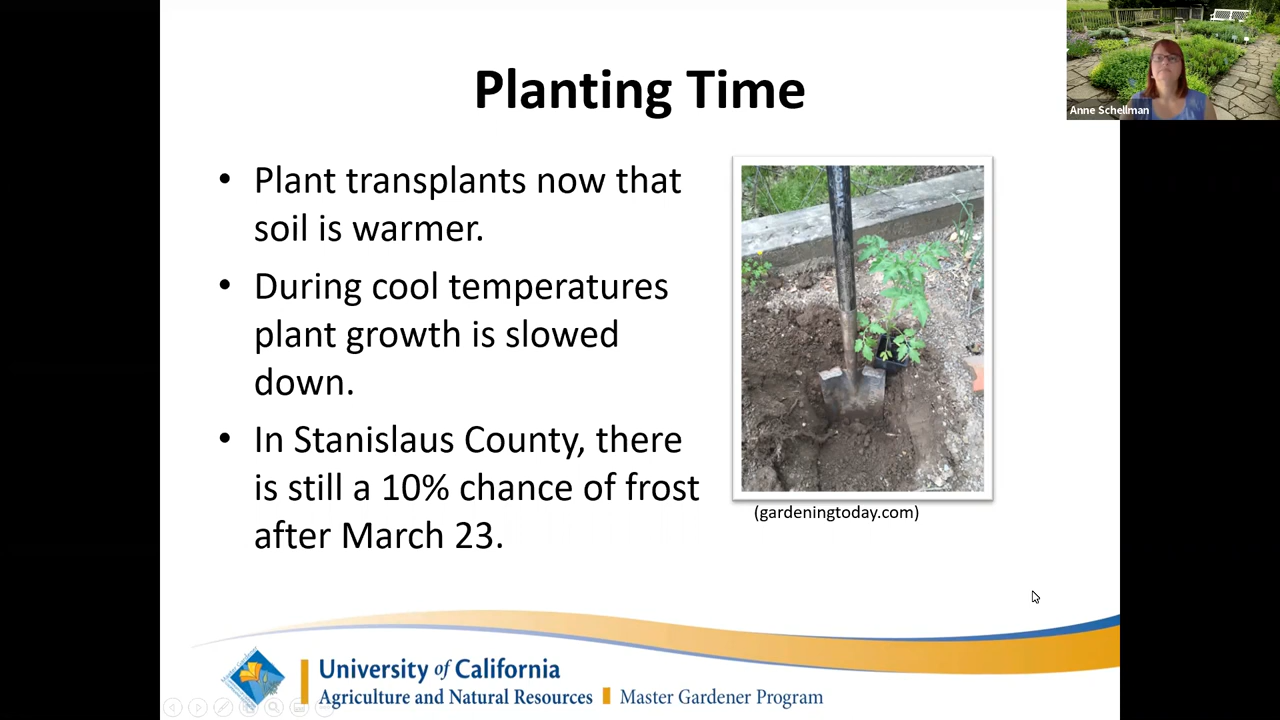 Planting Time
Anne Schellman
• Plant transplants now that
soil is warmer.
• During cool temperatures
plant growth is slowed
down.
• In Stanislaus County, there
is still a 10% chance of frost
after March 23.
(gardeningtoday.com)
University of California
Agriculture and Natural Resources | Master Gardener Program